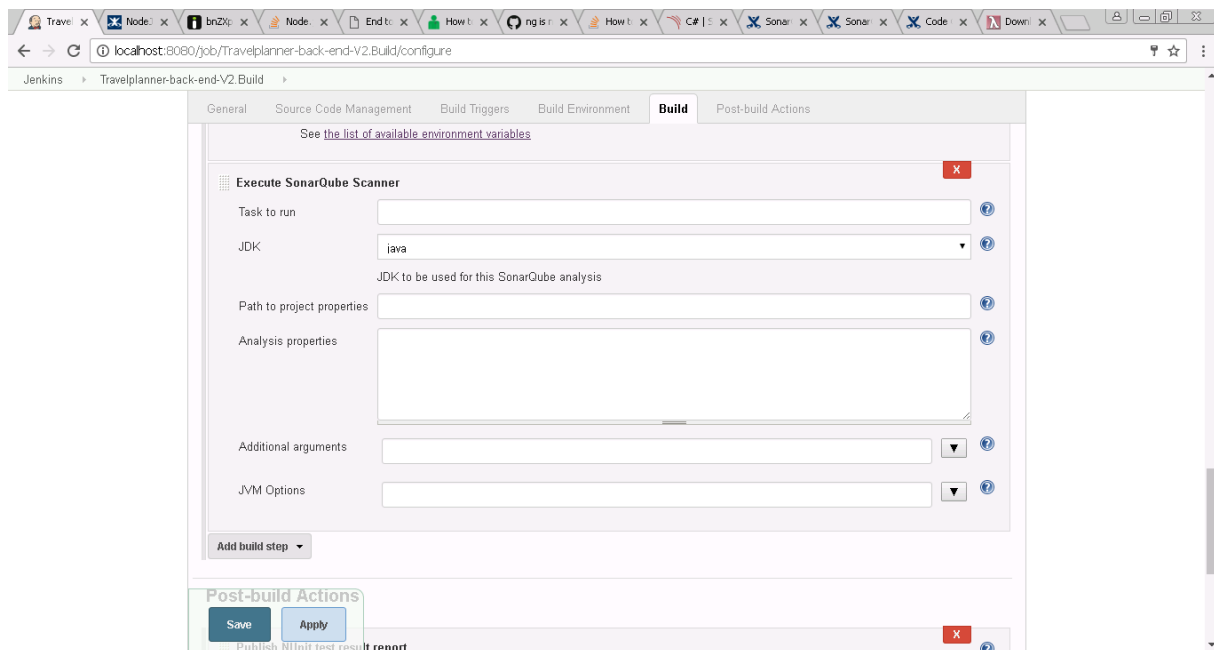 Travel
NodeJ
bnZXp
Node.
End to
How t
ng is n
How t
C# | S
Sonar
Sonar
Code
Downl
localhost:8080/job/Travelplanner-back-end-V2.Build/configure
Jenkins
Travelplanner-back-end-V2.Build
General
Source Code Management
Build Triggers
Build Environment
Build
Post-build Actions
See the list of available environment variables
X
Execute SonarQube Scanner
Task to run
JDK
java
JDK to be used for this SonarQube analysis
Path to project properties
Analysis properties
Additional arguments
JVM Options
Add build step
Post-build Actions
Save
Apply
X
Publish NUnit test result report